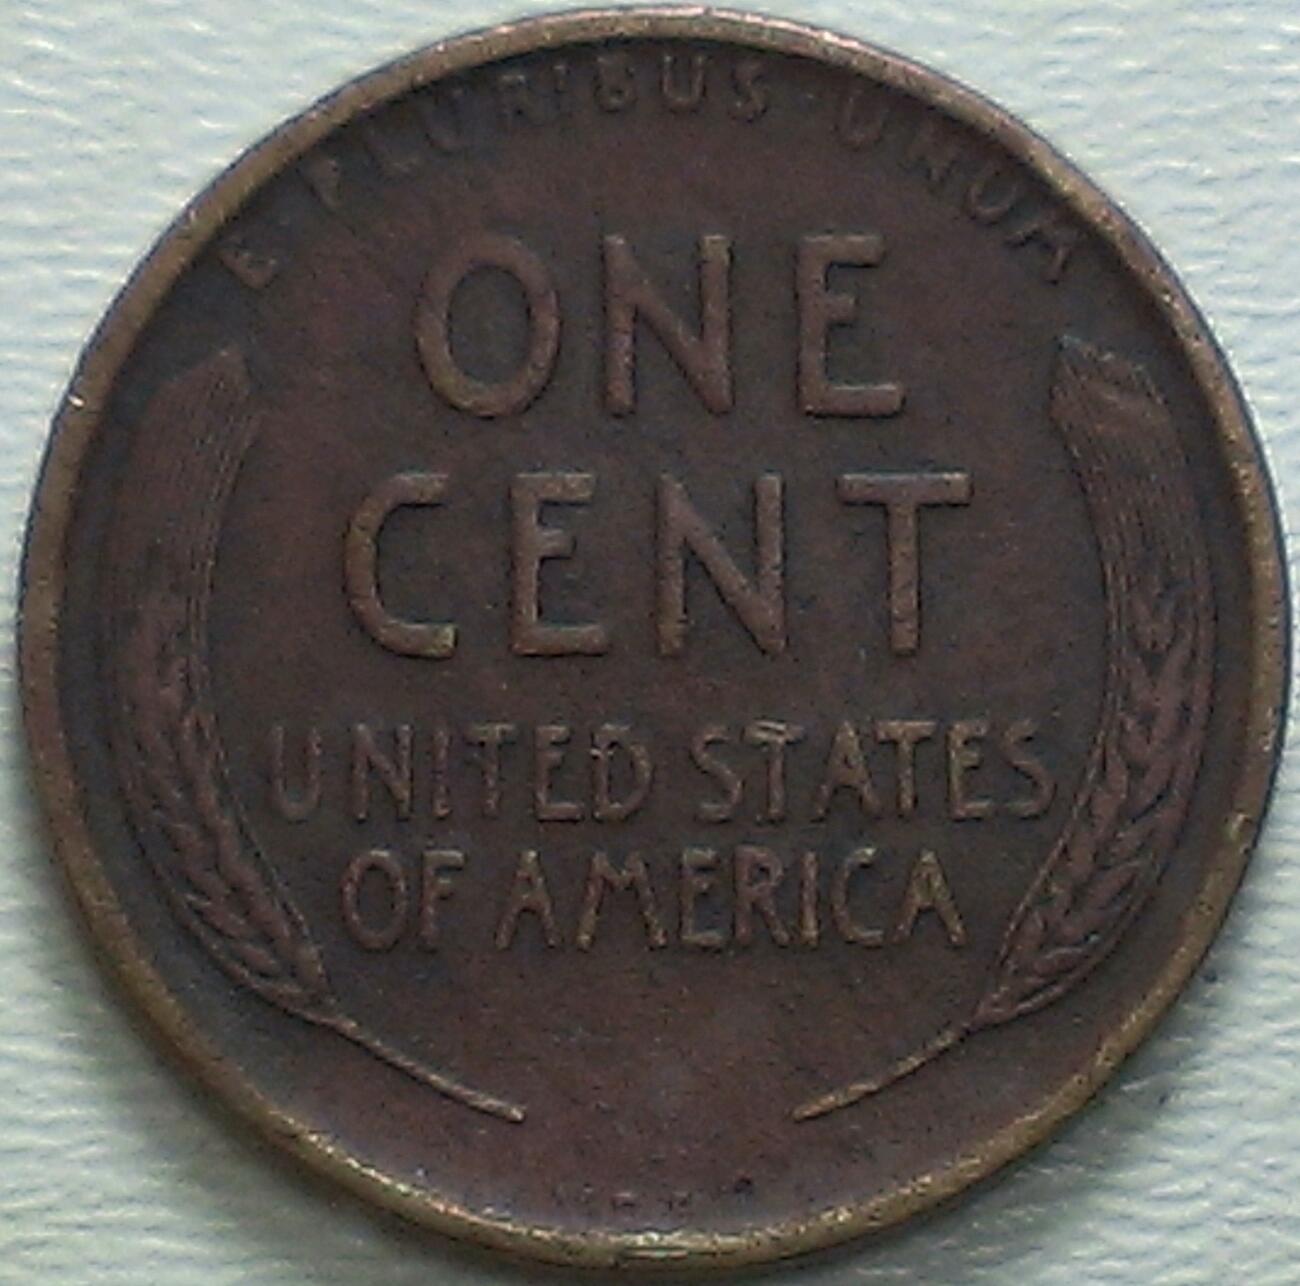 E · PLURIBUS · UNUM
ONE
CENT
UNITED STATES
OF AMERICA